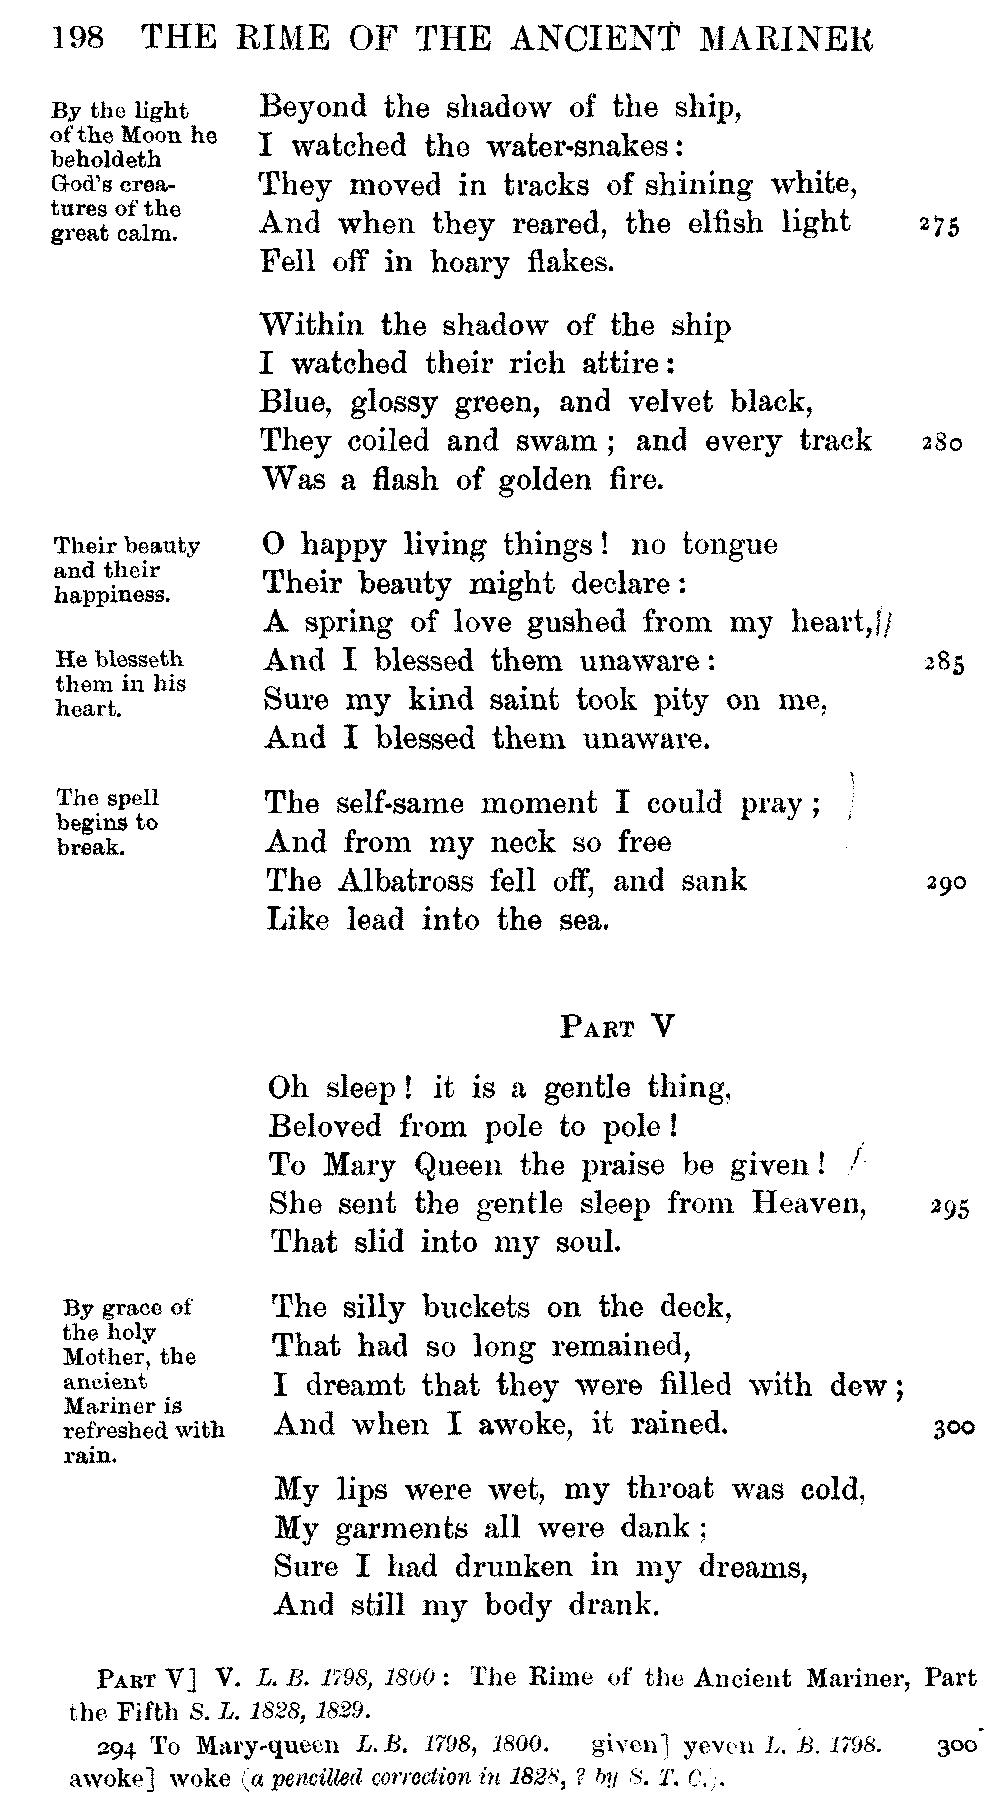 198 THE RIME OF THE ANCIENT MARINER
By the light
of the Moon he
beholdeth
God's crea-
tures of the
great calm.
Beyond the shadow of the ship,
I watched the water-snakes:
They moved in tracks of shining white,
And when they reared, the elfish light 275
Fell off in hoary flakes.
Within the shadow of the ship
I watched their rich attire:
Blue, glossy green, and velvet black,
They coiled and swam; and every track 280
Was a flash of golden fire.
Their beauty
and their
happiness.
O happy living things! no tongue
Their beauty might declare:
A spring of love gushed from my heart,
He blesseth
them in his
heart.
And I blessed them unaware: 285
Sure my kind saint took pity on me,
And I blessed them unaware.
The spell
begins to
break.
The self-same moment I could pray;
And from my neck so free
The Albatross fell off, and sank 290
Like lead into the sea.
PART V
Oh sleep! it is a gentle thing,
Beloved from pole to pole!
To Mary Queen the praise be given!
She sent the gentle sleep from Heaven, 295
That slid into my soul.
By grace of
the holy
Mother, the
ancient
Mariner is
refreshed with
rain.
The silly buckets on the deck,
That had so long remained,
I dreamt that they were filled with dew;
And when I awoke, it rained. 300
My lips were wet, my throat was cold,
My garments all were dank;
Sure I had drunken in my dreams,
And still my body drank.
PART V] V. L. B. 1798, 1800: The Rime of the Ancient Mariner, Part
the Fifth S. L. 1828, 1829.
294 To Mary-queen L. B. 1798, 1800. given] yeven L. B. 1798. 300
awoke] woke (a pencilled correction in 1828, ? by S. T. C.).